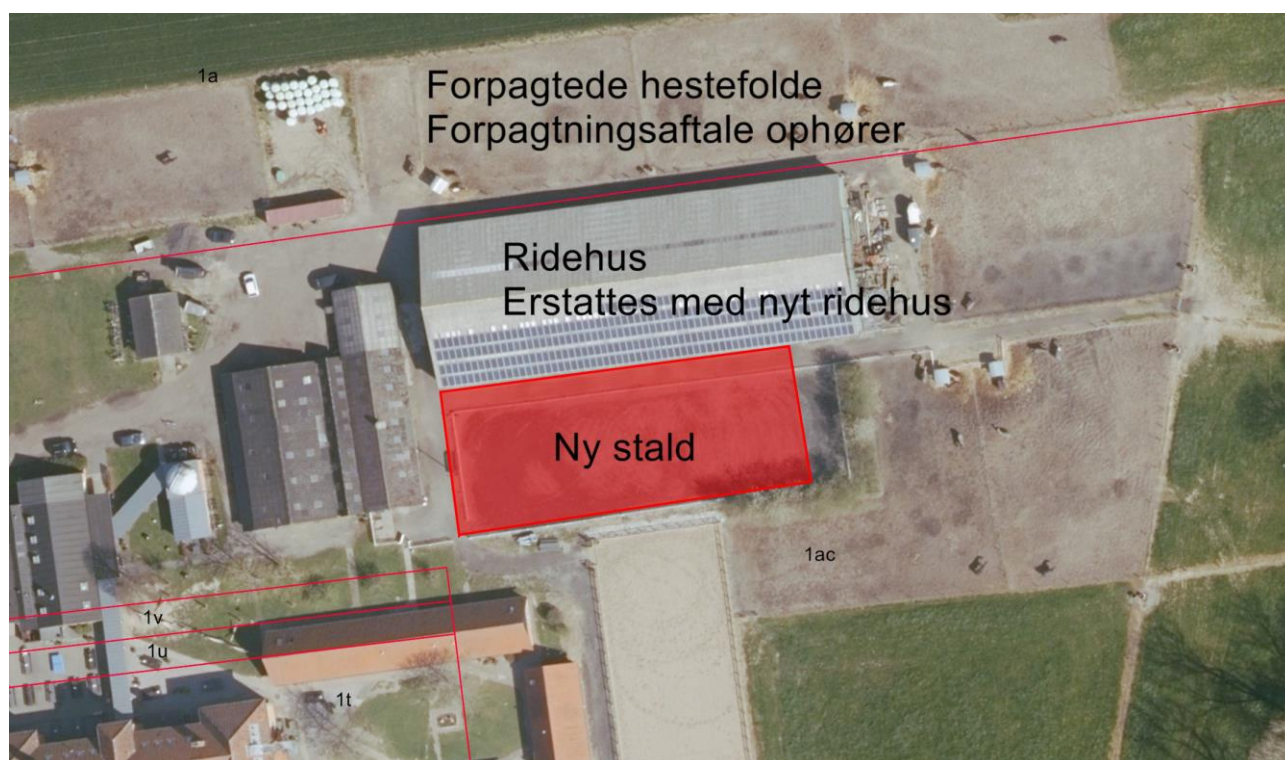 1a
Forpagtede hestefolde
Forpagtningsaftale ophører
Ridehus
Erstattes med nyt ridehus
Ny stald
1ac
1v
1u
1t